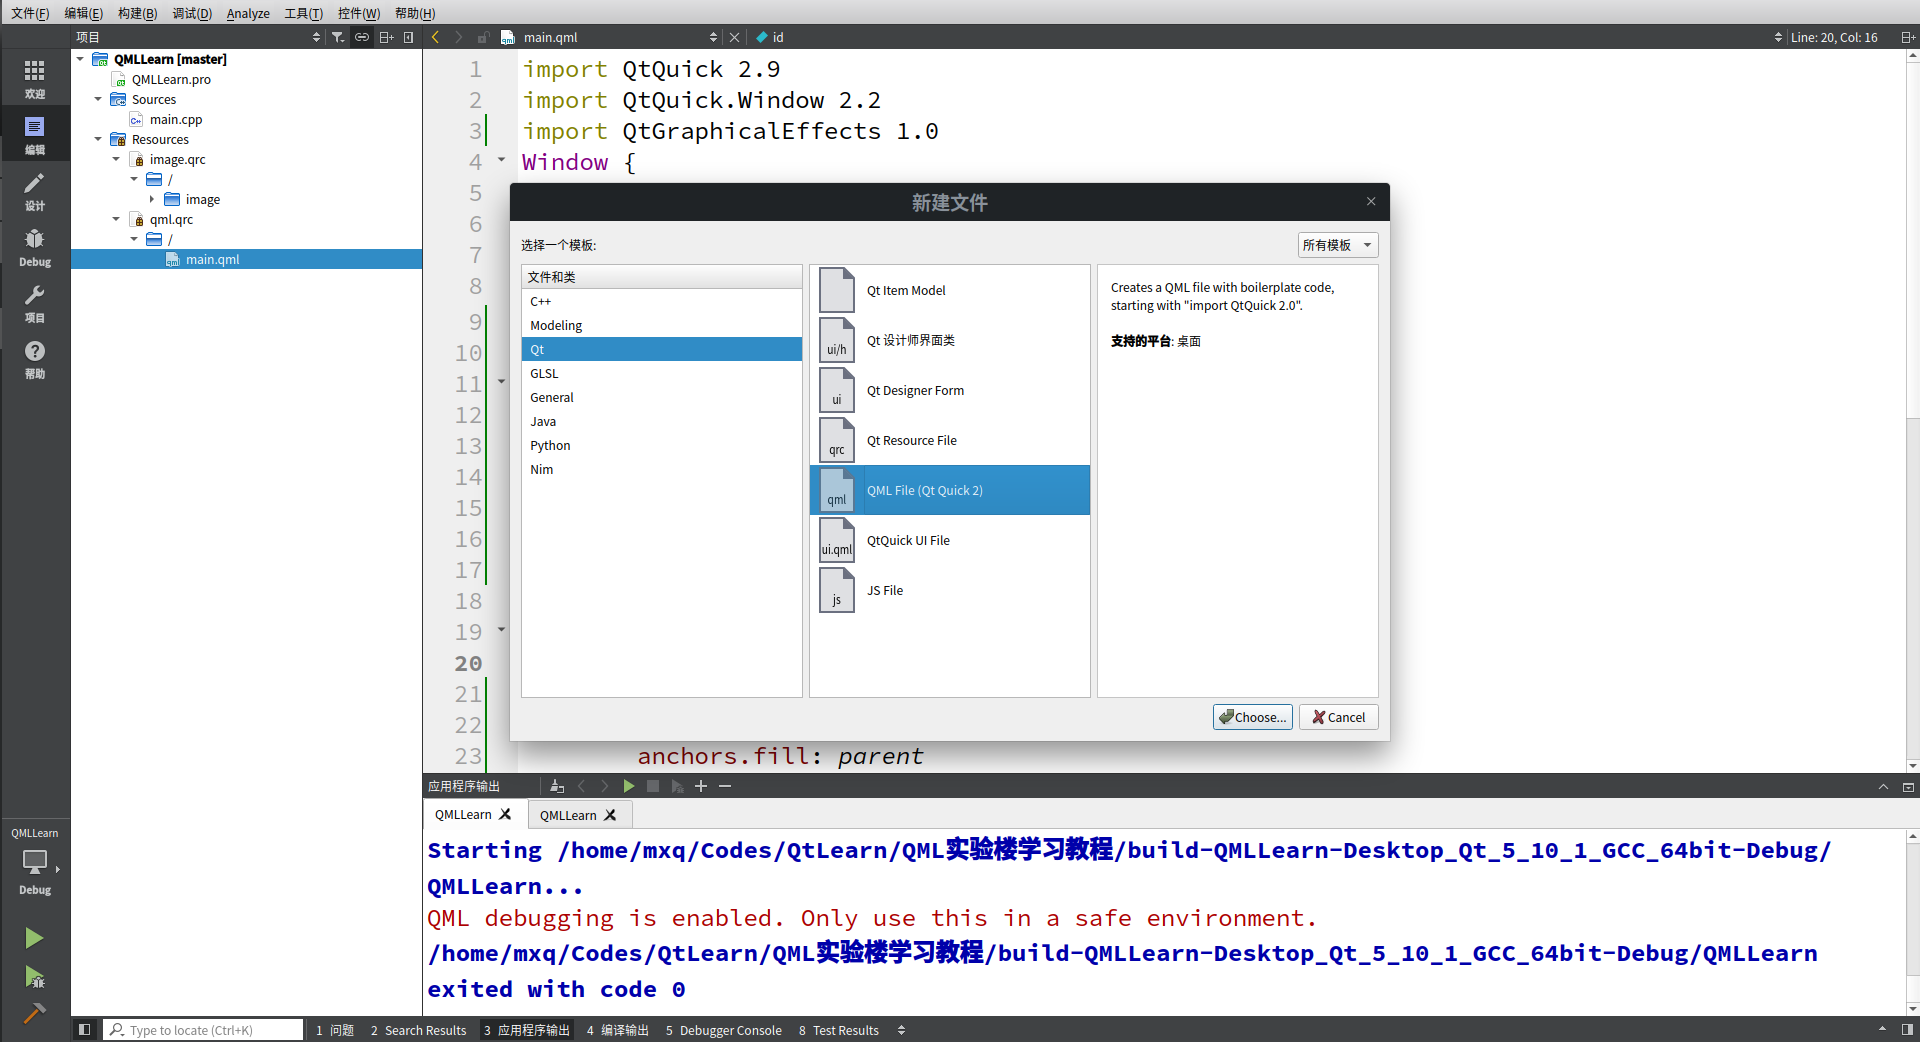 文件(F) 编辑(E) 构建(B) 调试(D) Analyze 工具(T) 控件(W) 帮助(H)
项目
main.qml
id
Line: 20, Col: 16
欢迎
编辑
设计
Debug
项目
帮助
QMLLearn [master]
QMLLearn.pro
Sources
main.cpp
Resources
image.qrc
/
image
qml.qrc
/
main.qml
1 import QtQuick 2.9
2 import QtQuick.Window 2.2
3 import QtGraphicalEffects 1.0
4 Window {
5
6
7
8
9
10
11
12
13
14
15
16
17
18
19
20
21
22
23 anchors.fill: parent
新建文件
选择一个模板:
所有模板
文件和类
C++
Modeling
Qt
GLSL
General
Java
Python
Nim
Qt Item Model
ui/h Qt 设计师界面类
ui Qt Designer Form
qrc Qt Resource File
qml QML File (Qt Quick 2)
ui.qml QtQuick UI File
js JS File
Creates a QML file with boilerplate code,
starting with "import QtQuick 2.0".
支持的平台: 桌面
Choose...
Cancel
应用程序输出
QMLLearn
QMLLearn
Starting /home/mxq/Codes/QtLearn/QML实验楼学习教程/build-QMLLearn-Desktop_Qt_5_10_1_GCC_64bit-Debug/
QMLLearn...
QML debugging is enabled. Only use this in a safe environment.
/home/mxq/Codes/QtLearn/QML实验楼学习教程/build-QMLLearn-Desktop_Qt_5_10_1_GCC_64bit-Debug/QMLLearn
exited with code 0
QMLLearn
Debug
Type to locate (Ctrl+K)
1 问题 2 Search Results 3 应用程序输出 4 编译输出 5 Debugger Console 8 Test Results